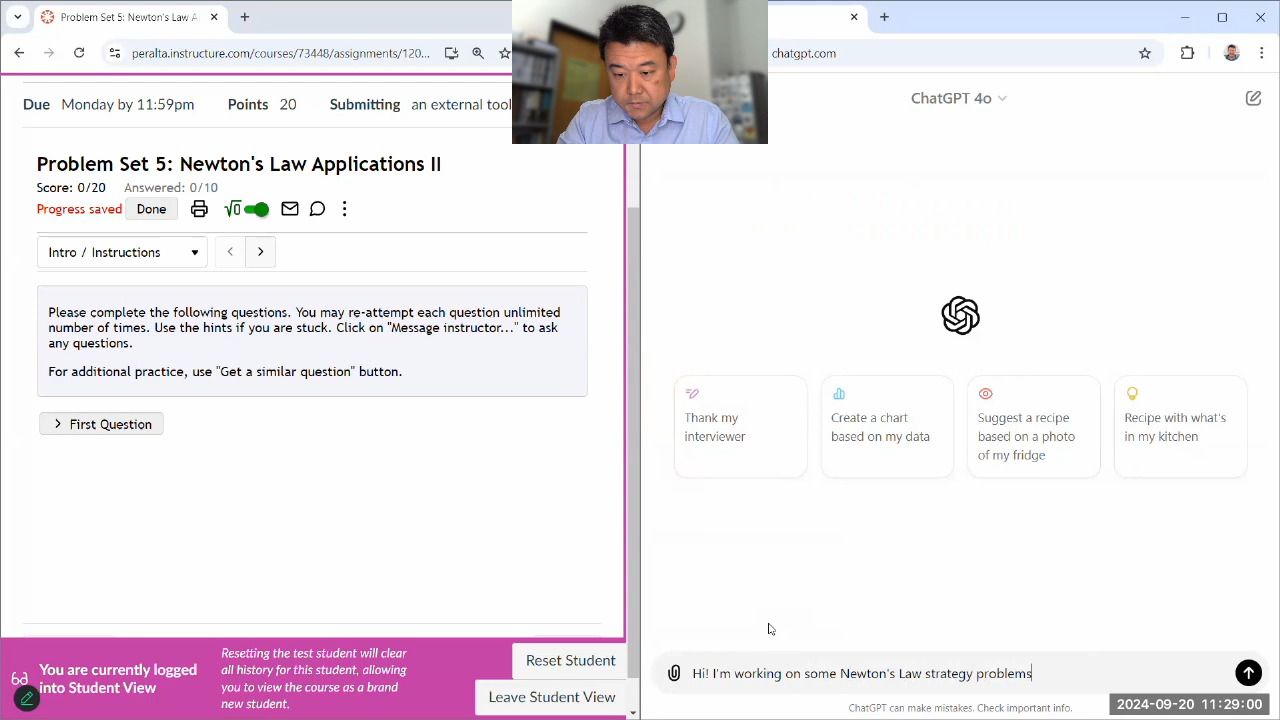 Problem Set 5: Newton's Law A
peralta.instructure.com/courses/73448/assignments/120...
chatgpt.com
Due Monday by 11:59pm Points 20 Submitting an external tool
Problem Set 5: Newton's Law Applications II
Score: 0/20 Answered: 0/10
Progress saved Done √0
Intro / Instructions
Please complete the following questions. You may re-attempt each question unlimited
number of times. Use the hints if you are stuck. Click on "Message instructor..." to ask
any questions.
For additional practice, use "Get a similar question" button.
First Question
You are currently logged
into Student View
Resetting the test student will clear
all history for this student, allowing
you to view the course as a brand
new student.
Reset Student
Leave Student View
ChatGPT 4o
Thank my
interviewer
Create a chart
based on my data
Suggest a recipe
based on a photo
of my fridge
Recipe with what's
in my kitchen
Hi! I'm working on some Newton's Law strategy problems
ChatGPT can make mistakes. Check important info.
2024-09-20 11:29:00